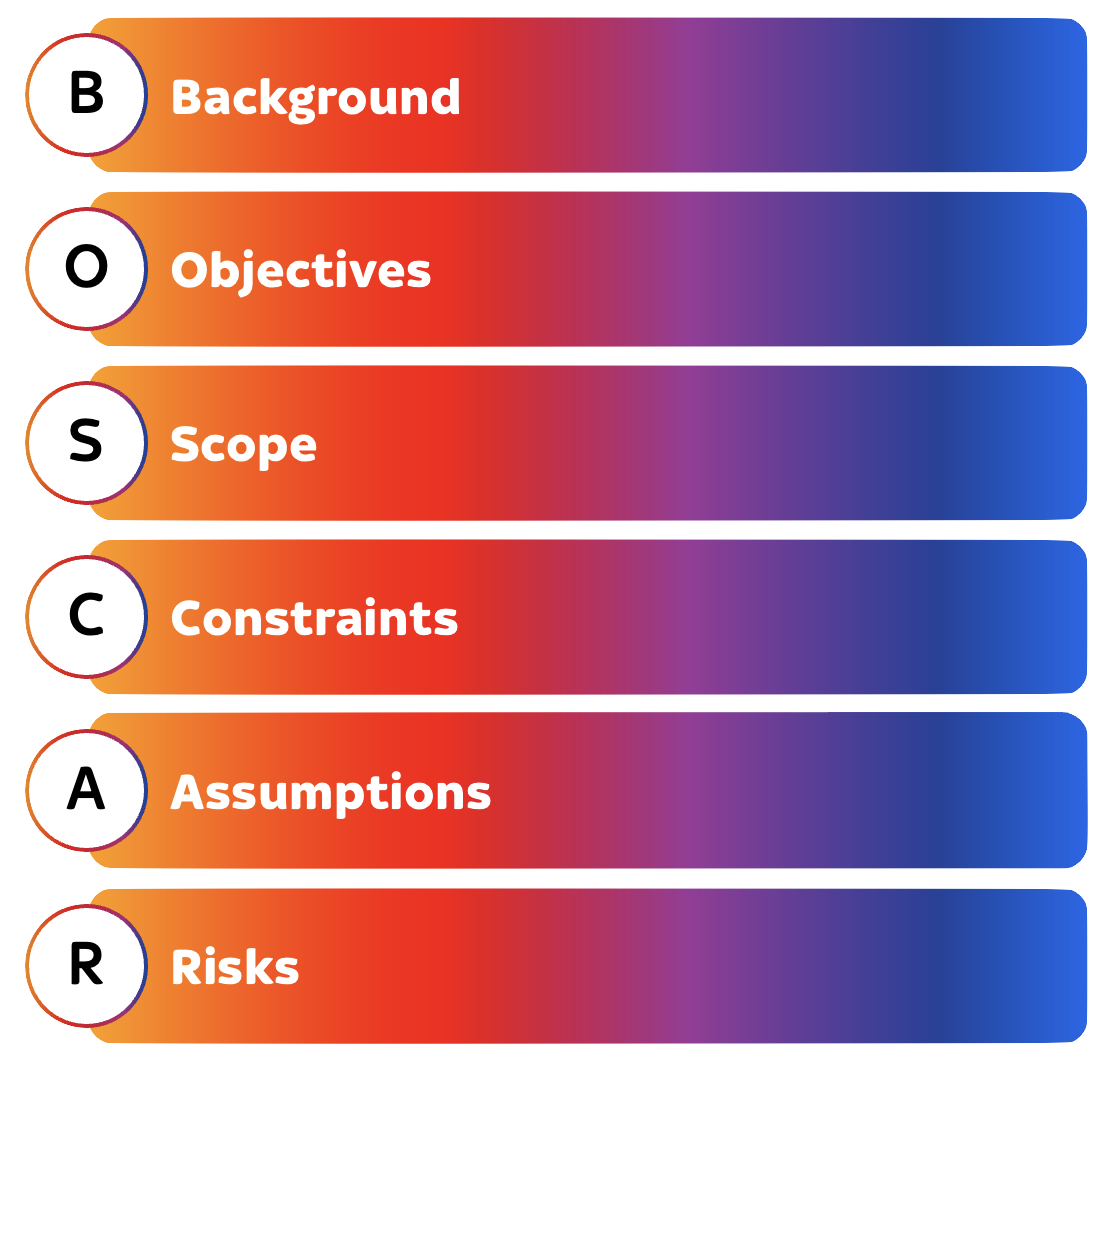 B Background
O Objectives
S Scope
C Constraints
A Assumptions
R Risks